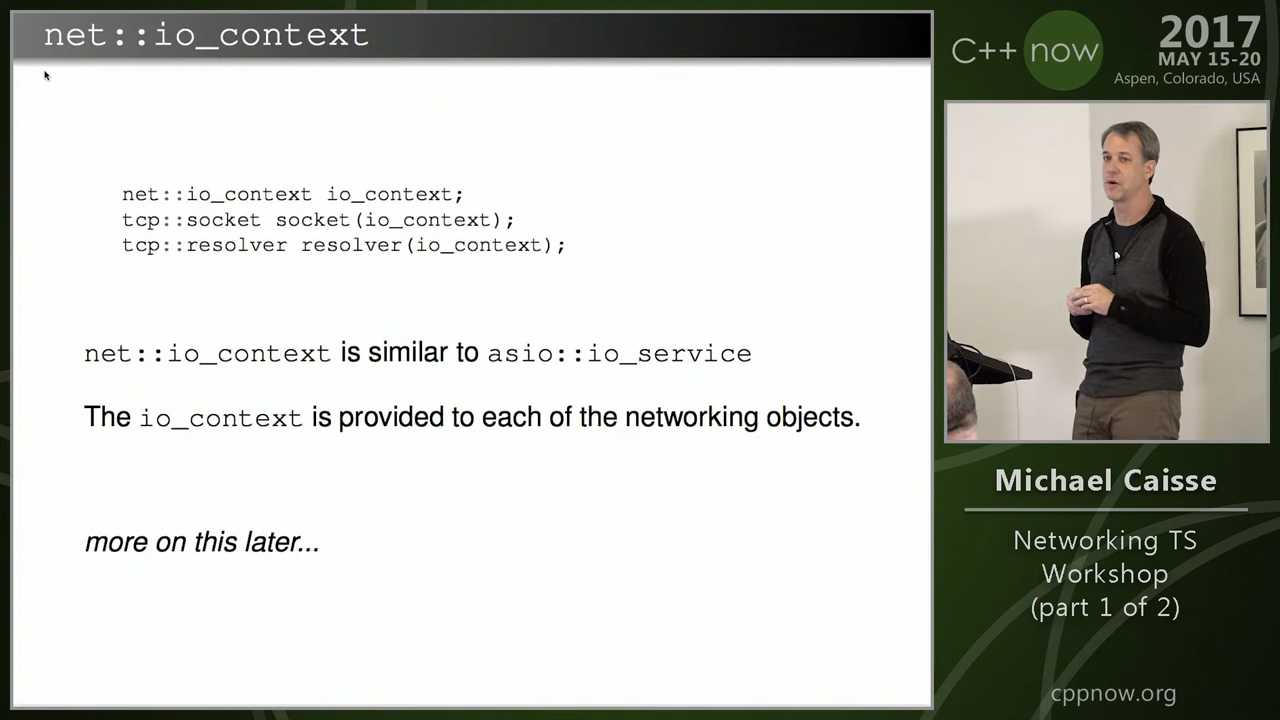 net::io_context
net::io_context io_context;
tcp::socket socket(io_context);
tcp::resolver resolver(io_context);
net::io_context is similar to asio::io_service
The io_context is provided to each of the networking objects.
more on this later...
C++ now
2017
MAY 15-20
Aspen, Colorado, USA
Michael Caisse
Networking TS
Workshop
(part 1 of 2)
cppnow.org